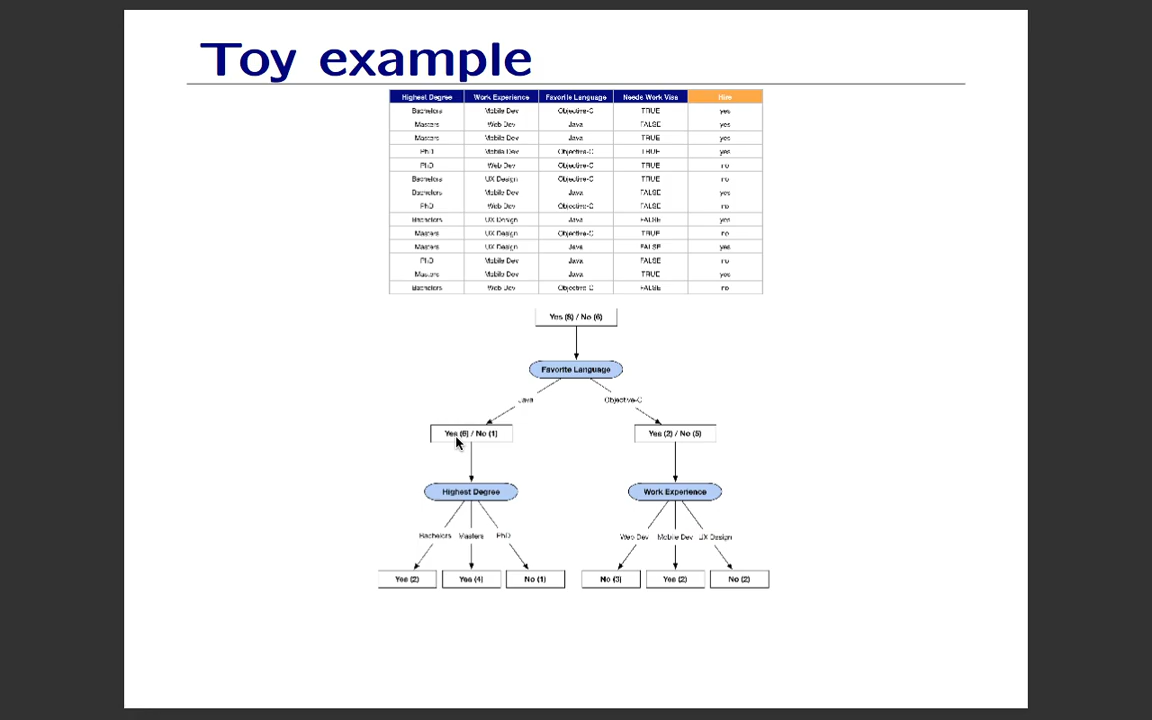 Toy example
Highest Degree Work Experience Favorite Language Needs Work Visa Hire
Bachelors Mobile Dev Objective-C TRUE yes
Masters Web Dev Java FALSE yes
Masters Mobile Dev Java TRUE yes
PhD Mobile Dev Objective-C TRUE yes
PhD Web Dev Objective-C TRUE no
Bachelors UX Design Objective-C TRUE no
Bachelors Mobile Dev Java FALSE yes
PhD Web Dev Objective-C FALSE no
Bachelors UX Design Java FALSE yes
Masters UX Design Objective-C TRUE no
Masters UX Design Java FALSE yes
PhD Mobile Dev Java FALSE no
Masters Mobile Dev Java TRUE yes
Bachelors Web Dev Objective-C FALSE no
Yes (8) / No (6)
Favorite Language
Java Objective-C
Yes (6) / No (1) Yes (2) / No (5)
Highest Degree Work Experience
Bachelors Masters PhD Web Dev Mobile Dev UX Design
Yes (2) Yes (4) No (1) No (3) Yes (2) No (2)